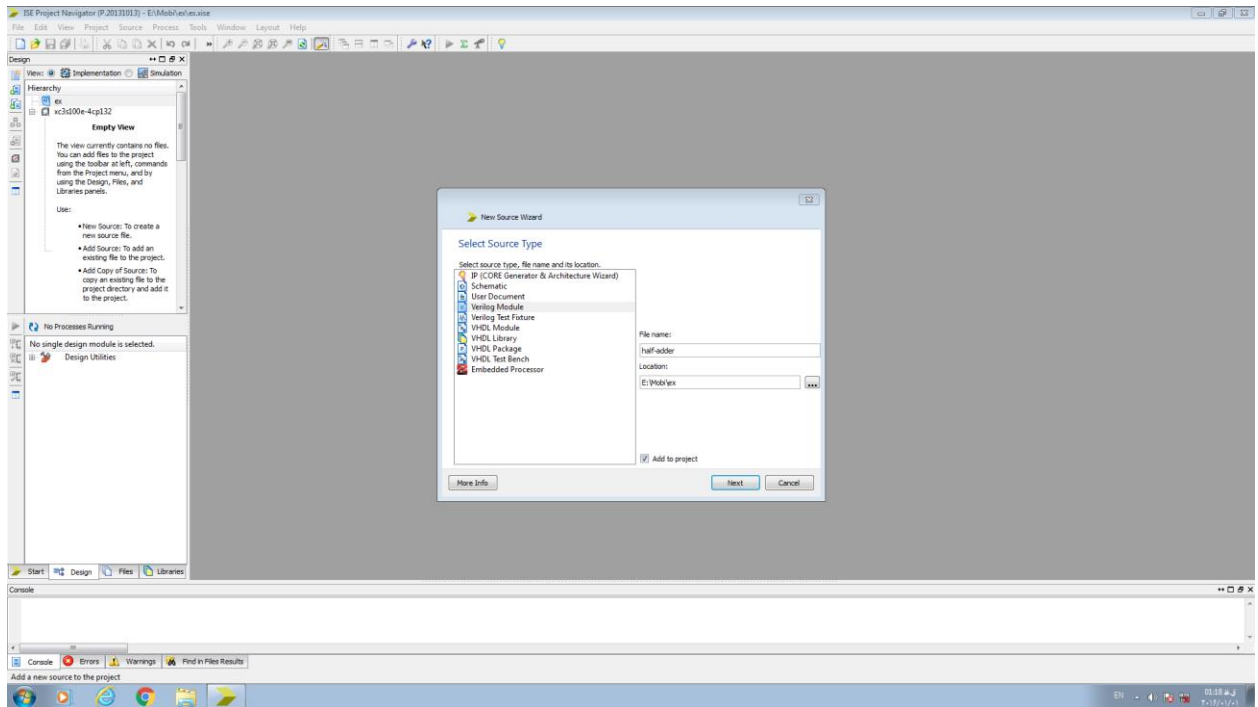 ISE Project Navigator (P.20131013) - E:\Mobi\ex\ex.xise
File Edit View Project Source Process Tools Window Layout Help
Design
View: Implementation Simulation
Hierarchy
ex
xc3s100e-4cp132
Empty View
The view currently contains no files.
You can add files to the project
using the toolbar at left, commands
from the Project menu, and by
using the Design, Files, and
Libraries panels.
Use:
•New Source: To create a
new source file.
•Add Source: To add an
existing file to the project.
•Add Copy of Source: To
copy an existing file to the
project directory and add it
to the project.
No Processes Running
No single design module is selected.
Design Utilities
Start Design Files Libraries
New Source Wizard
Select Source Type
Select source type, file name and its location.
IP (CORE Generator & Architecture Wizard)
Schematic
User Document
Verilog Module
Verilog Test Fixture
VHDL Module
VHDL Library
VHDL Package
VHDL Test Bench
Embedded Processor
File name:
half-adder
Location:
E:\Mobi\ex
...
Add to project
More Info Next Cancel
Console
Console Errors Warnings Find in Files Results
Add a new source to the project
EN
01:18 ق.ظ